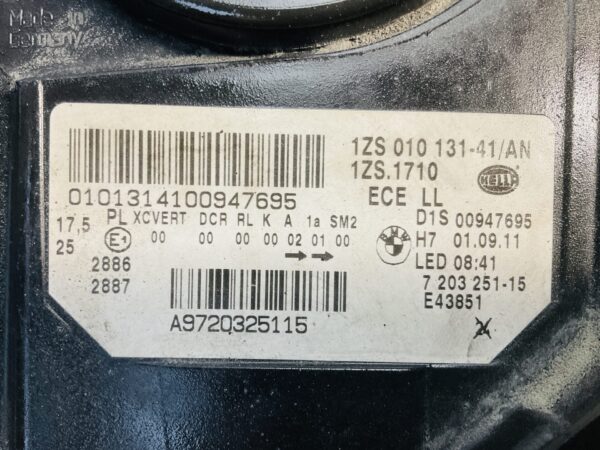 Made in
Germany
1ZS 010 131-41/AN
1ZS.1710
HELLA
0101314100947695
ECE LL
17,5 PL XCVERT DCR RL K A 1a SM2
D1S 00947695
25 E1 00 00 00 00 02 01 00
BMW
H7 01.09.11
2886
LED 08:41
2887
7 203 251-15
A9720325115
E43851